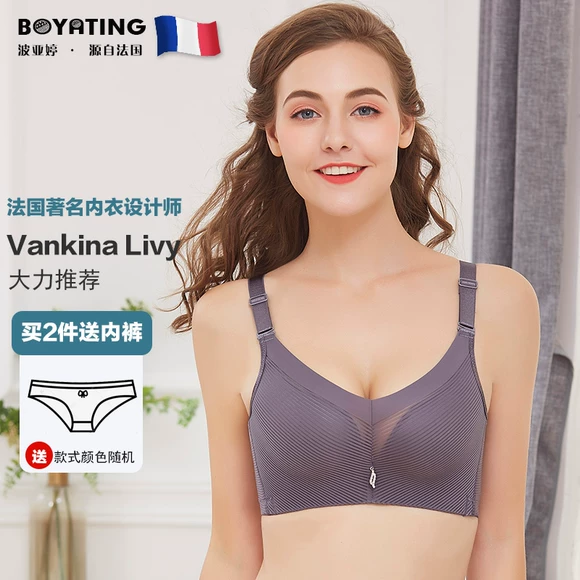 BOYATING
波亚婷 · 源自法国
法国著名内衣设计师
Vankina Livy
大力推荐
买2件送内裤
送 款式颜色随机